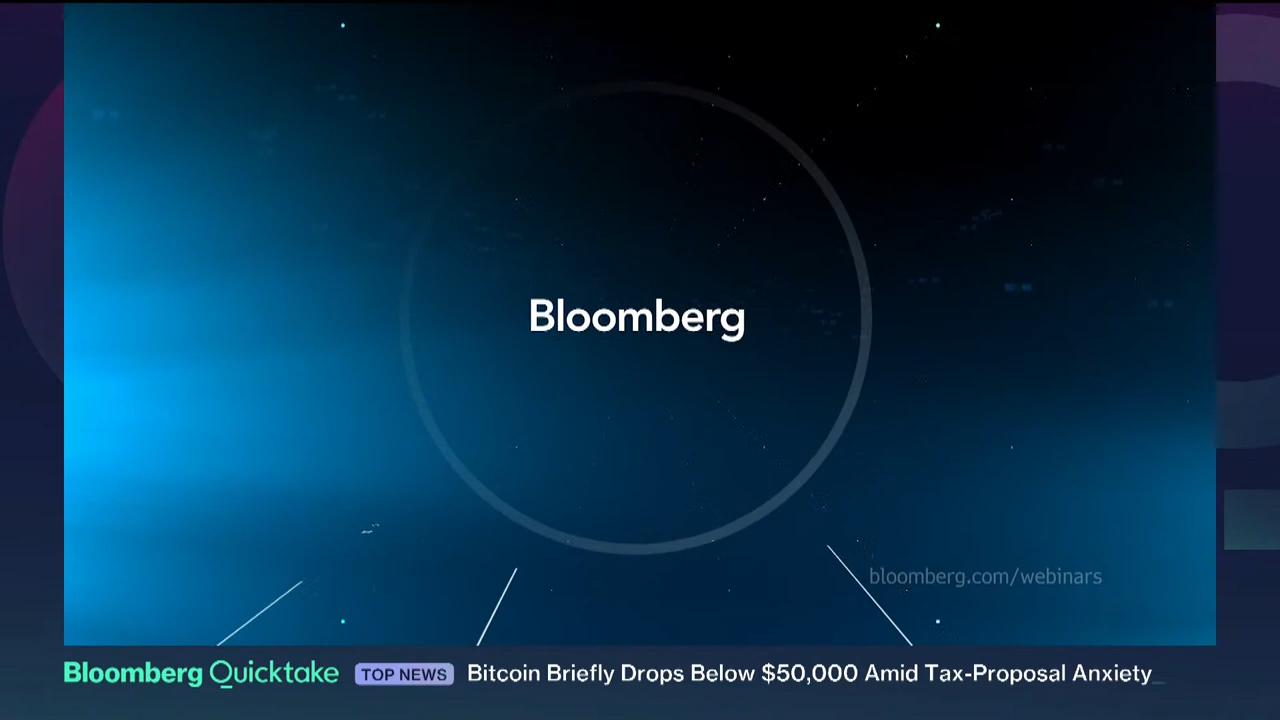 Bloomberg
bloomberg.com/webinars
Bloomberg Quicktake TOP NEWS Bitcoin Briefly Drops Below $50,000 Amid Tax-Proposal Anxiety